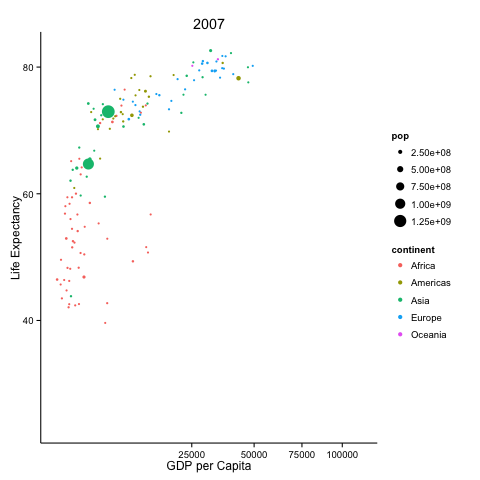 2007
Life Expectancy
80
60
40
25000 50000 75000 100000
GDP per Capita
pop
2.50e+08
5.00e+08
7.50e+08
1.00e+09
1.25e+09
continent
Africa
Americas
Asia
Europe
Oceania